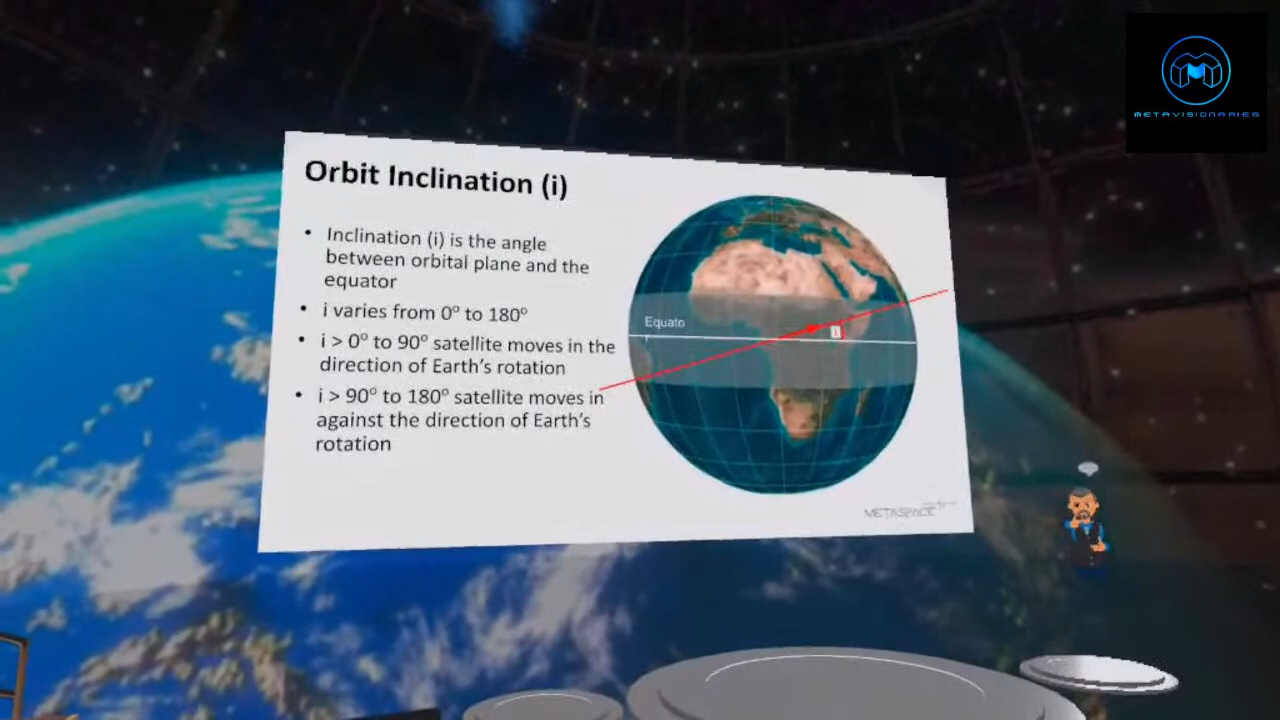 METAVISIONARIES
Orbit Inclination (i)
• Inclination (i) is the angle
between orbital plane and the
equator
• i varies from 0° to 180°
• i > 0° to 90° satellite moves in the
direction of Earth's rotation
• i > 90° to 180° satellite moves in
against the direction of Earth's
rotation
Equato
i
METASPACE